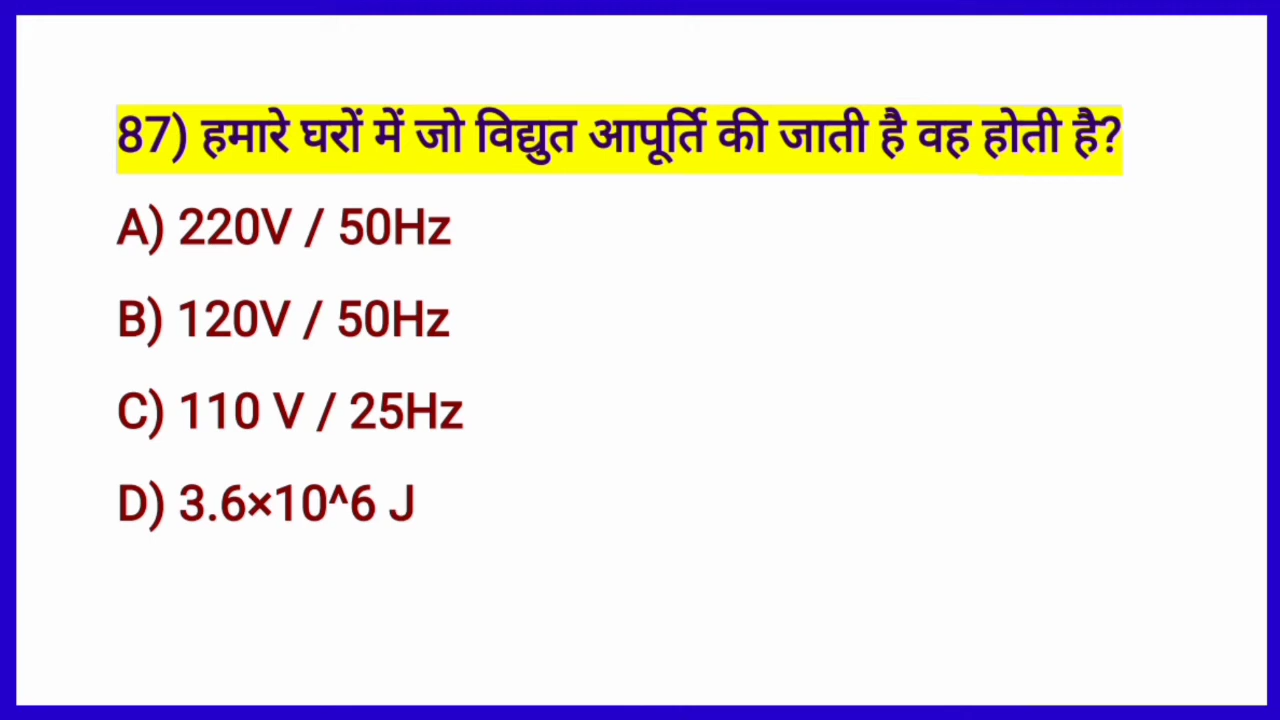 87) हमारे घरों में जो विद्युत आपूर्ति की जाती है वह होती है?
A) 220V / 50Hz
B) 120V / 50Hz
C) 110 V / 25Hz
D) 3.6×10^6 J